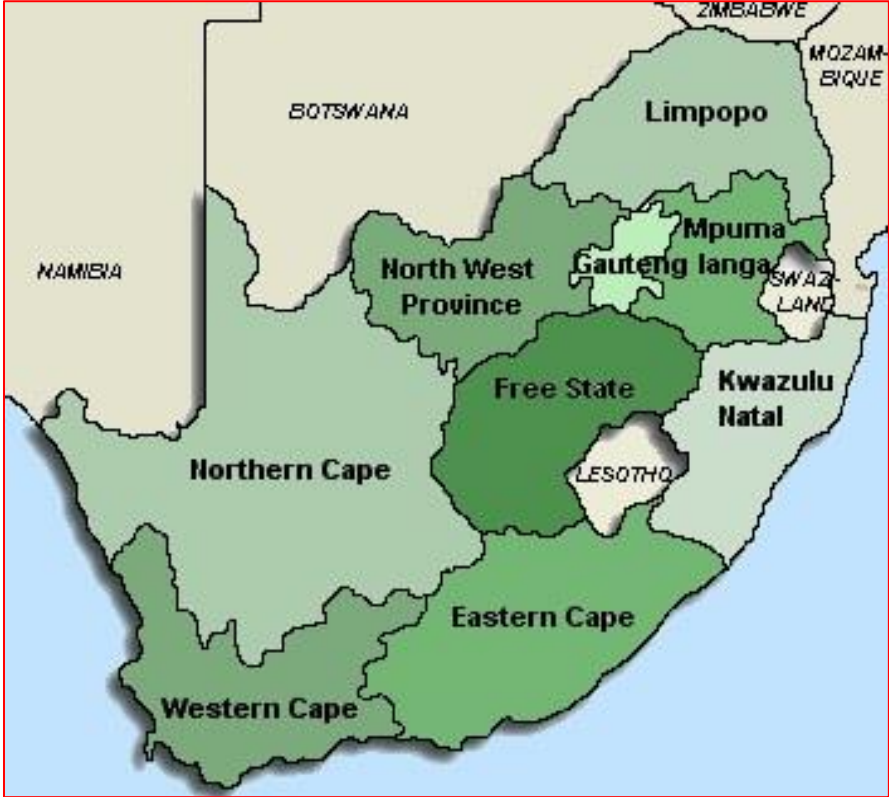 ZIMBABWE
MOZAM-
BIQUE
BOTSWANA
Limpopo
Mpuma
langa
Gauteng
NAMIBIA
North West
Province
SWAZI-
LAND
Free State
Kwazulu
Natal
Northern Cape
LESOTHO
Eastern Cape
Western Cape